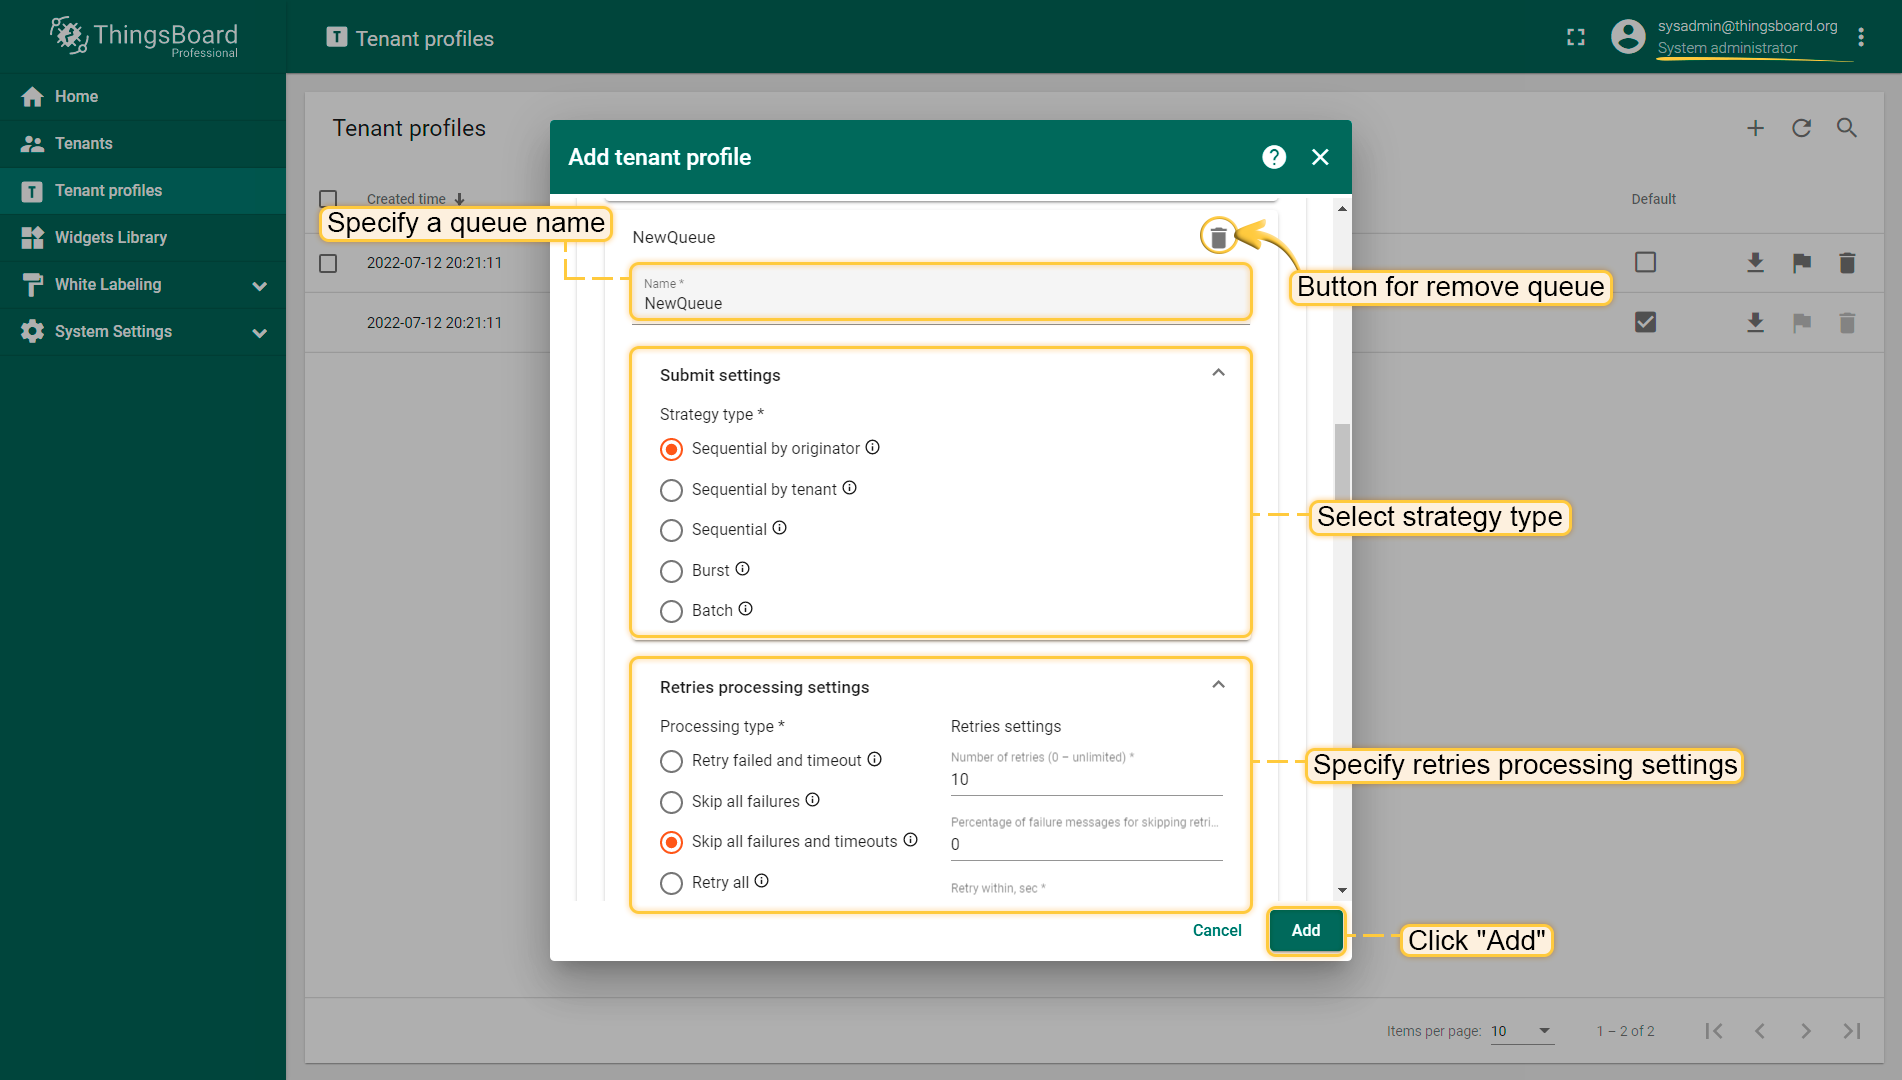 ThingsBoard
Professional
Tenant profiles
sysadmin@thingsboard.org
System administrator
Home
Tenants
Tenant profiles
Widgets Library
White Labeling
System Settings
Tenant profiles
Created time
Default
2022-07-12 20:21:11
2022-07-12 20:21:11
Add tenant profile
Specify a queue name
NewQueue
Button for remove queue
Name *
NewQueue
Submit settings
Strategy type *
Sequential by originator
Sequential by tenant
Sequential
Burst
Batch
Select strategy type
Retries processing settings
Processing type *
Retry failed and timeout
Skip all failures
Skip all failures and timeouts
Retry all
Retries settings
Number of retries (0 – unlimited) *
10
Percentage of failure messages for skipping retri...
0
Retry within, sec *
Specify retries processing settings
Cancel
Add
Click "Add"
Items per page:
10
1 – 2 of 2